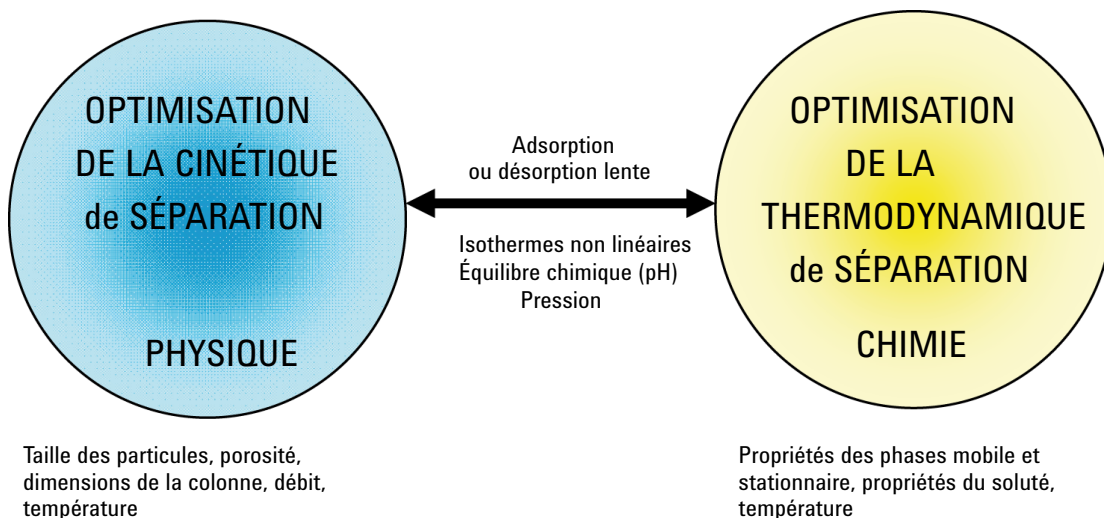 OPTIMISATION
DE LA CINÉTIQUE
de SÉPARATION
PHYSIQUE
Adsorption
ou désorption lente
Isothermes non linéaires
Équilibre chimique (pH)
Pression
OPTIMISATION
DE LA
THERMODYNAMIQUE
de SÉPARATION
CHIMIE
Taille des particules, porosité,
dimensions de la colonne, débit,
température
Propriétés des phases mobile et
stationnaire, propriétés du soluté,
température